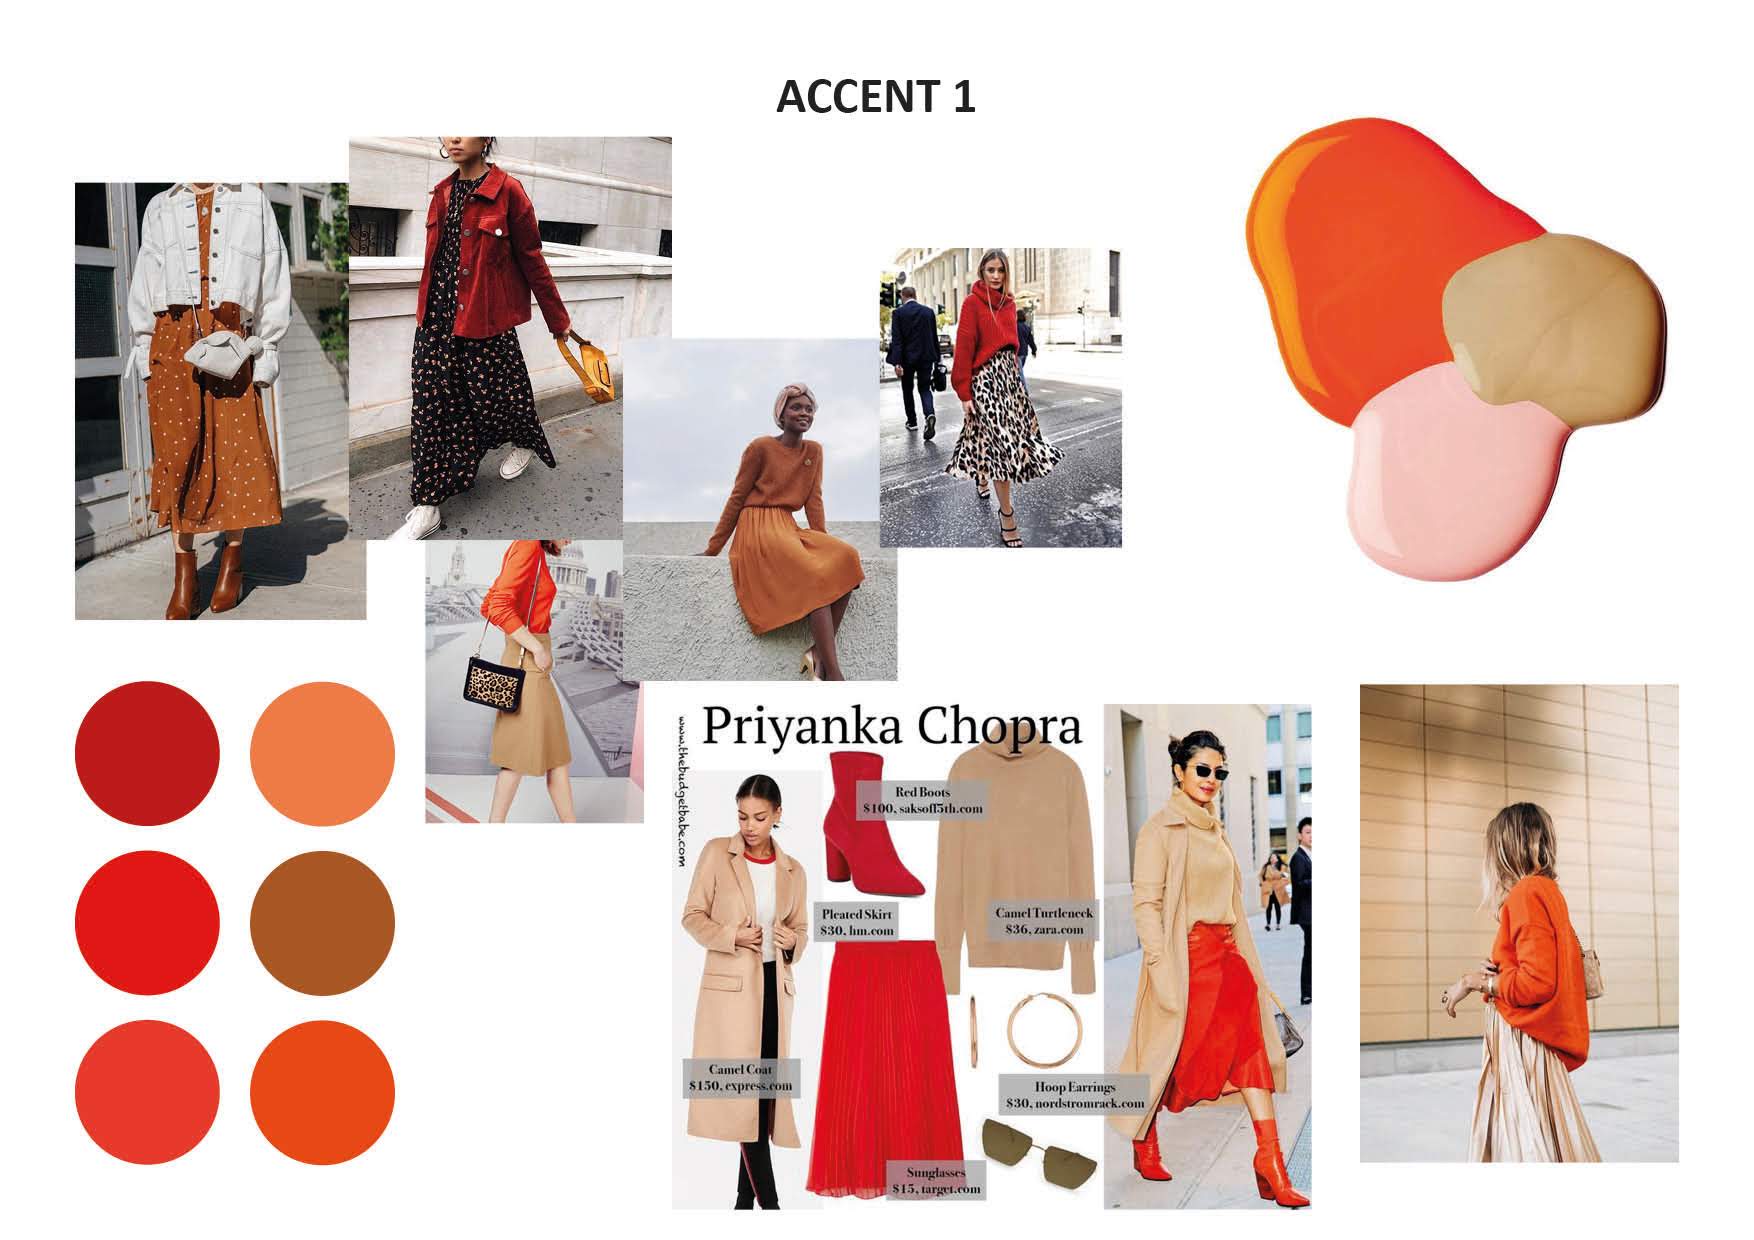 ACCENT 1
Priyanka Chopra
www.thebudgetbabe.com
Red Boots
$100, saksoff5th.com
Pleated Skirt
$30, hm.com
Camel Turtleneck
$36, zara.com
Camel Coat
$150, express.com
Hoop Earrings
$30, nordstromrack.com
Sunglasses
$15, target.com